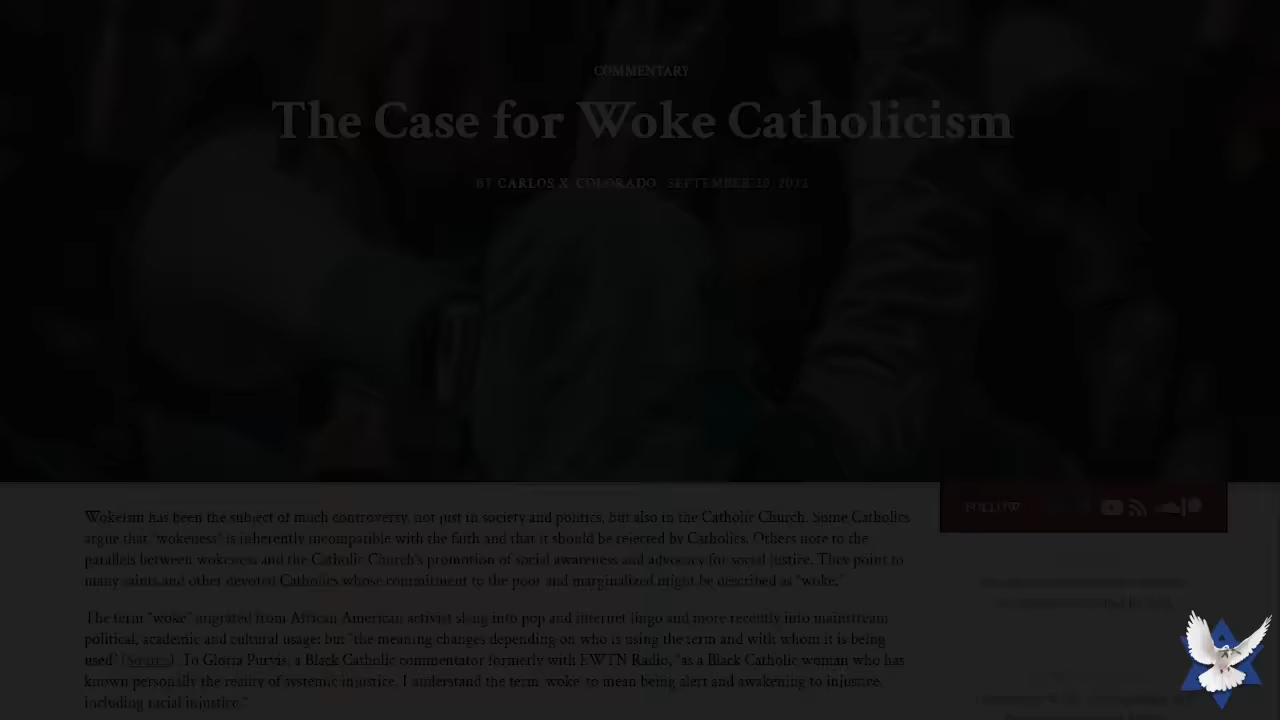 COMMENTARY
The Case for Woke Catholicism
BY CARLOS X. COLORADO SEPTEMBER
FOLLOW
Wokeism has been the subject of much controversy, not just in society and politics, but also in the Catholic Church. Some Catholics
argue that "wokeness" is inherently incompatible with the faith and that it should be rejected by Catholics. Others note to the
parallels between wokeness and the Catholic Church's promotion of social awareness and advocacy for social justice. They point to
many saints and other devoted Catholics whose commitment to the poor and marginalized might be described as "woke."
The term "woke" migrated from African American activist slang into pop and internet lingo and more recently into mainstream
political, academic and cultural usage; but "the meaning changes depending on who is using the term and with whom it is being
used" (Source). To Gloria Purvis, a Black Catholic commentator formerly with EWTN Radio, "as a Black Catholic woman who has
known personally the reality of systemic injustice, I understand the term 'woke' to mean being alert and awakening to injustice,
including racial injustice."